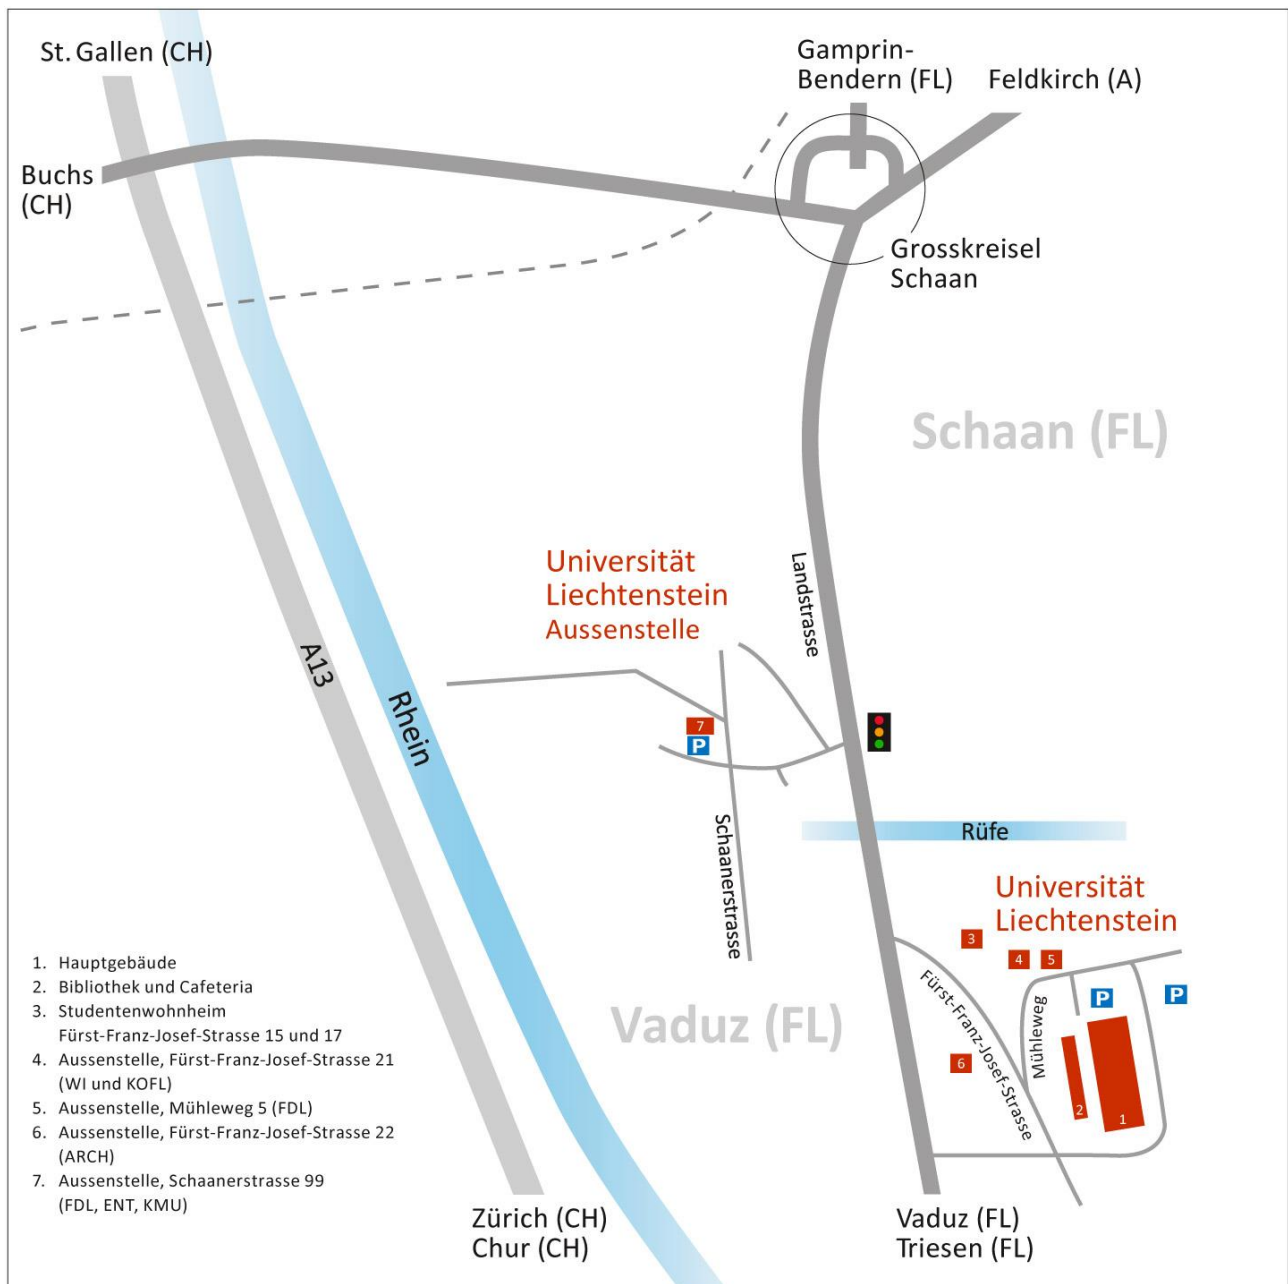 St. Gallen (CH)
Gamprin-
Bendern (FL)
Feldkirch (A)
Buchs
(CH)
Grosskreisel
Schaan
Schaan (FL)
Universität
Liechtenstein
Aussenstelle
Landstrasse
A13
Rhein
7
P
Schaanerstrasse
Rüfe
Universität
Liechtenstein
3
4
5
P
P
Fürst-Franz-Josef-Strasse
Mühleweg
6
2
1
Vaduz (FL)
1. Hauptgebäude
2. Bibliothek und Cafeteria
3. Studentenwohnheim
Fürst-Franz-Josef-Strasse 15 und 17
4. Aussenstelle, Fürst-Franz-Josef-Strasse 21
(WI und KOFL)
5. Aussenstelle, Mühleweg 5 (FDL)
6. Aussenstelle, Fürst-Franz-Josef-Strasse 22
(ARCH)
7. Aussenstelle, Schaanerstrasse 99
(FDL, ENT, KMU)
Zürich (CH)
Chur (CH)
Vaduz (FL)
Triesen (FL)